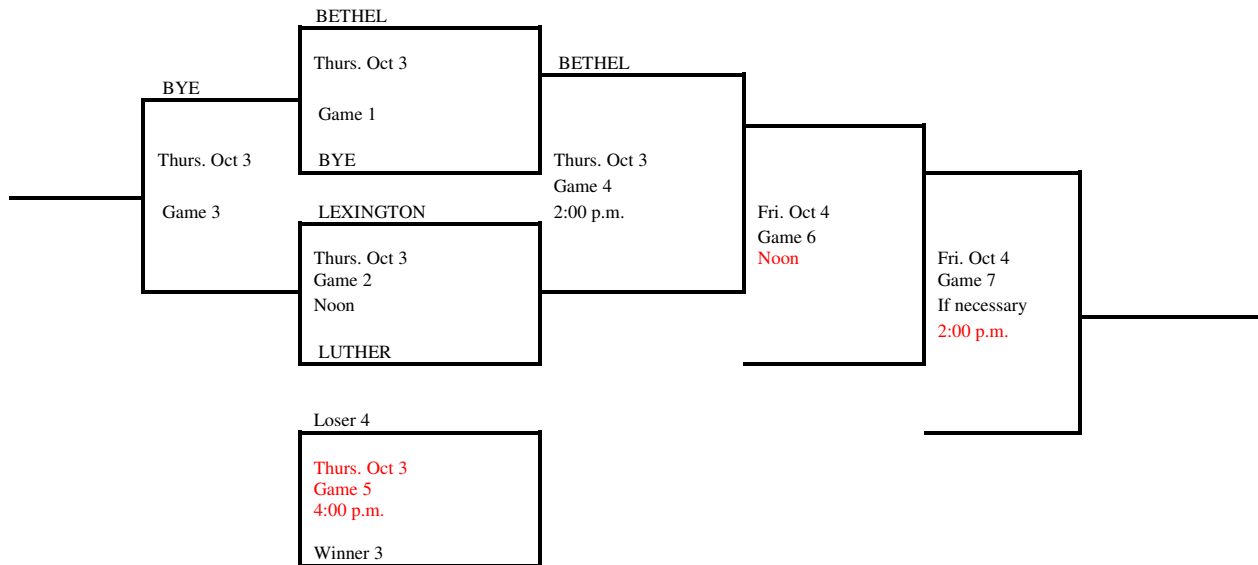 BETHEL
Thurs. Oct 3
Game 1
BYE
BYE
Thurs. Oct 3
Game 3
LEXINGTON
Thurs. Oct 3
Game 2
Noon
LUTHER
Loser 4
Thurs. Oct 3
Game 5
4:00 p.m.
Winner 3
BETHEL
Thurs. Oct 3
Game 4
2:00 p.m.
Fri. Oct 4
Game 6
Noon
Fri. Oct 4
Game 7
If necessary
2:00 p.m.